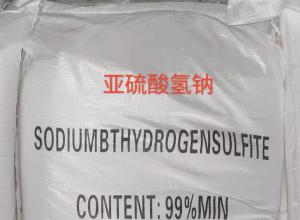 亚硫酸氢钠
SODIUMBTHYDROGENSULFITE
CONTENT: 99%MIN